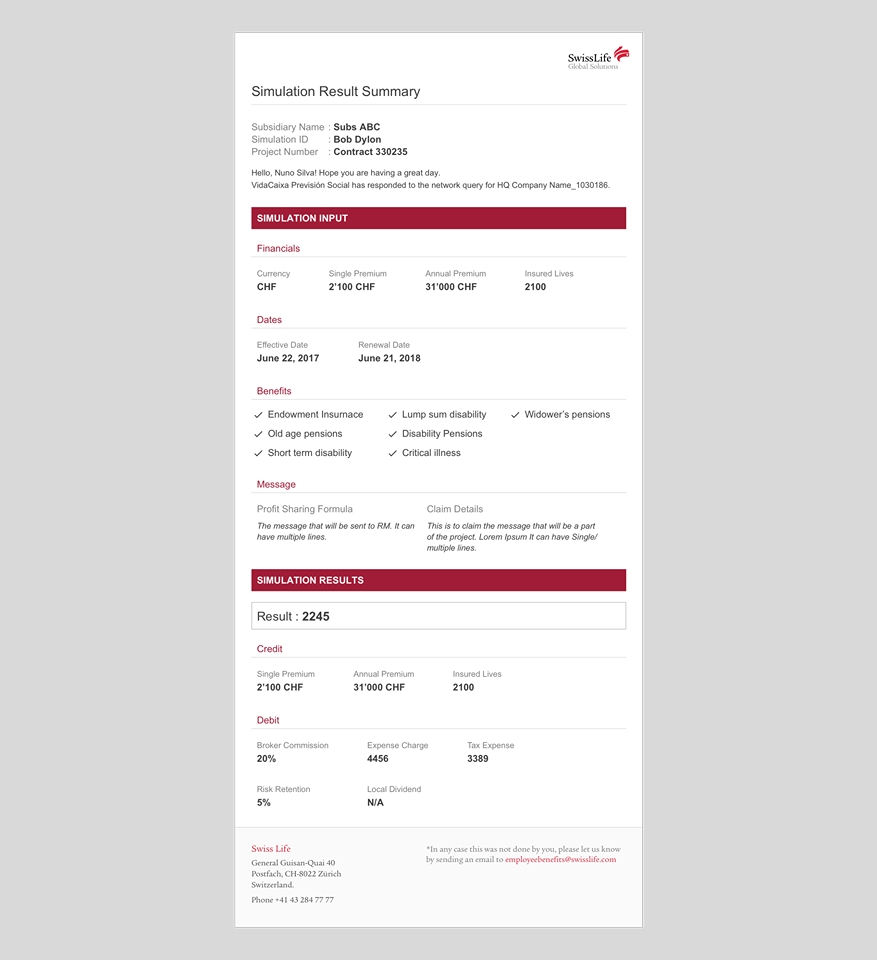 SwissLife
Global Solutions
Simulation Result Summary
Subsidiary Name : Subs ABC
Simulation ID : Bob Dylon
Project Number : Contract 330235
Hello, Nuno Silva! Hope you are having a great day.
VidaCaixa Previsión Social has responded to the network query for HQ Company Name_1030186.
SIMULATION INPUT
Financials
Currency Single Premium Annual Premium Insured Lives
CHF 2’100 CHF 31’000 CHF 2100
Dates
Effective Date Renewal Date
June 22, 2017 June 21, 2018
Benefits
Endowment Insurnace Lump sum disability Widower’s pensions
Old age pensions Disability Pensions
Short term disability Critical illness
Message
Profit Sharing Formula Claim Details
The message that will be sent to RM. It can This is to claim the message that will be a part
have multiple lines. of the project. Lorem Ipsum It can have Single/
multiple lines.
SIMULATION RESULTS
Result : 2245
Credit
Single Premium Annual Premium Insured Lives
2’100 CHF 31’000 CHF 2100
Debit
Broker Commission Expense Charge Tax Expense
20% 4456 3389
Risk Retention Local Dividend
5% N/A
Swiss Life
General Guisan-Quai 40
Postfach, CH-8022 Zürich
Switzerland.
Phone +41 43 284 77 77
*In any case this was not done by you, please let us know
by sending an email to employeebenefits@swisslife.com